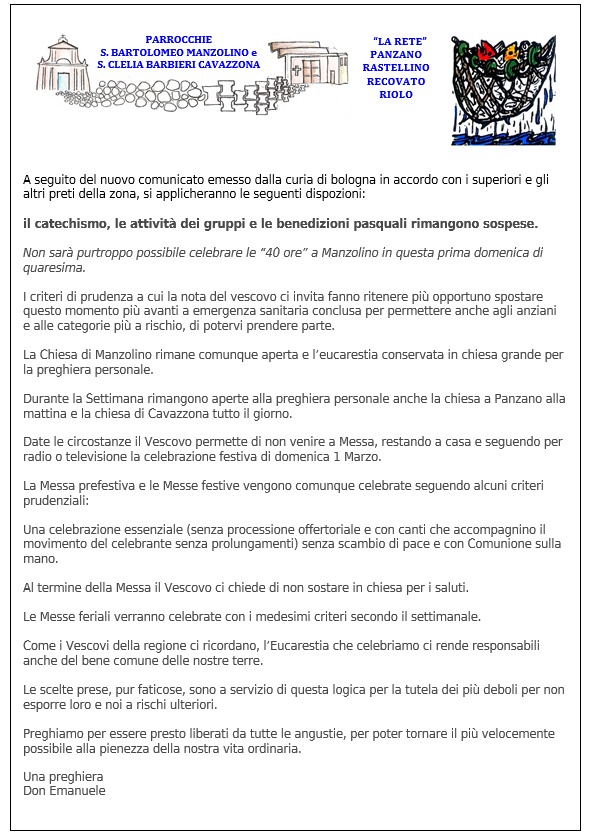 PARROCCHIE
S. BARTOLOMEO MANZOLINO e
S. CLELIA BARBIERI CAVAZZONA
“LA RETE”
PANZANO
RASTELLINO
RECOVATO
RIOLO
A seguito del nuovo comunicato emesso dalla curia di bologna in accordo con i superiori e gli
altri preti della zona, si applicheranno le seguenti dispozioni:
il catechismo, le attività dei gruppi e le benedizioni pasquali rimangono sospese.
Non sarà purtroppo possibile celebrare le “40 ore” a Manzolino in questa prima domenica di
quaresima.
I criteri di prudenza a cui la nota del vescovo ci invita fanno ritenere più opportuno spostare
questo momento più avanti a emergenza sanitaria conclusa per permettere anche agli anziani
e alle categorie più a rischio, di potervi prendere parte.
La Chiesa di Manzolino rimane comunque aperta e l’eucarestia conservata in chiesa grande per
la preghiera personale.
Durante la Settimana rimangono aperte alla preghiera personale anche la chiesa a Panzano alla
mattina e la chiesa di Cavazzona tutto il giorno.
Date le circostanze il Vescovo permette di non venire a Messa, restando a casa e seguendo per
radio o televisione la celebrazione festiva di domenica 1 Marzo.
La Messa prefestiva e le Messe festive vengono comunque celebrate seguendo alcuni criteri
prudenziali:
Una celebrazione essenziale (senza processione offertoriale e con canti che accompagnino il
movimento del celebrante senza prolungamenti) senza scambio di pace e con Comunione sulla
mano.
Al termine della Messa il Vescovo ci chiede di non sostare in chiesa per i saluti.
Le Messe feriali verranno celebrate con i medesimi criteri secondo il settimanale.
Come i Vescovi della regione ci ricordano, l’Eucarestia che celebriamo ci rende responsabili
anche del bene comune delle nostre terre.
Le scelte prese, pur faticose, sono a servizio di questa logica per la tutela dei più deboli per non
esporre loro e noi a rischi ulteriori.
Preghiamo per essere presto liberati da tutte le angustie, per poter tornare il più velocemente
possibile alla pienezza della nostra vita ordinaria.
Una preghiera
Don Emanuele